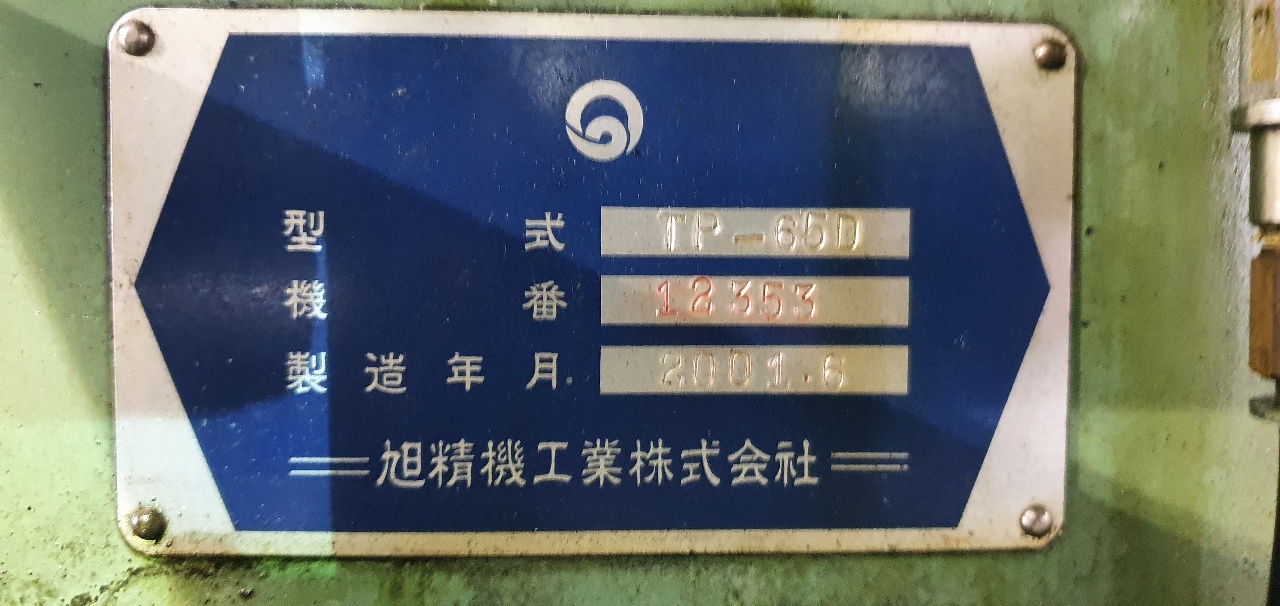 型式 TP-65D
機番 12353
製造年月 2001.6
旭精機工業株式会社